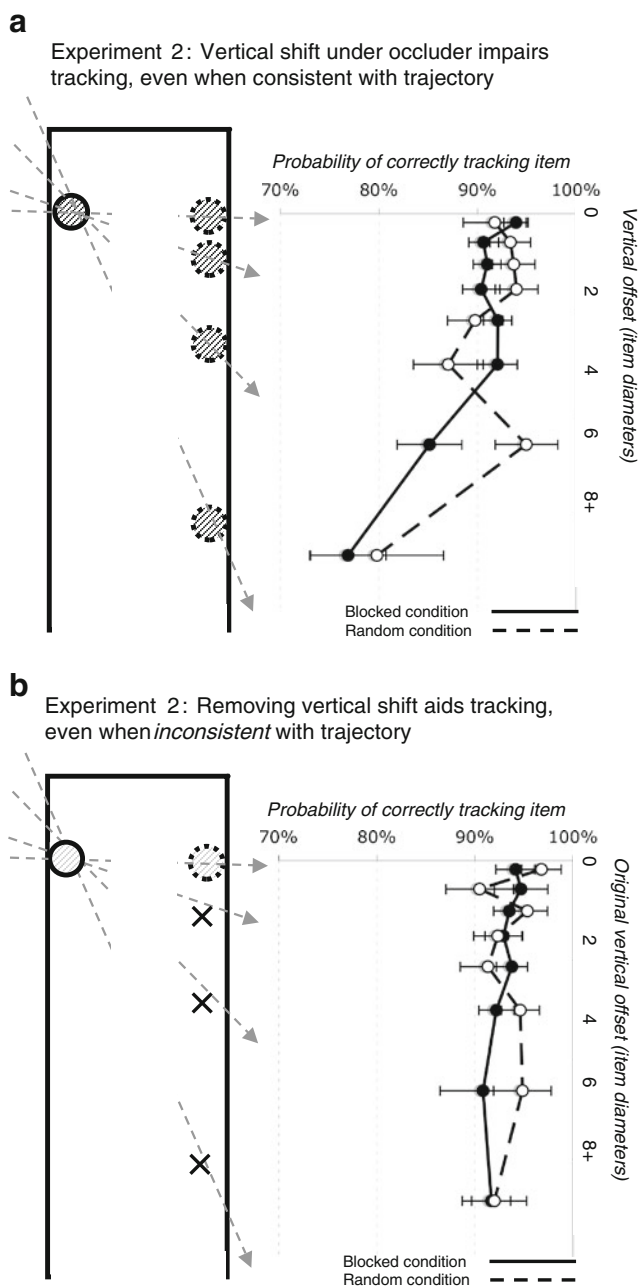 a
Experiment 2: Vertical shift under occluder impairs
tracking, even when consistent with trajectory
Probability of correctly tracking item
70% 80% 90% 100%
0
2
4
6
8+
Vertical offset (item diameters)
Blocked condition
Random condition
b
Experiment 2: Removing vertical shift aids tracking,
even when inconsistent with trajectory
Probability of correctly tracking item
70% 80% 90% 100%
0
2
4
6
8+
Original vertical offset (item diameters)
Blocked condition
Random condition